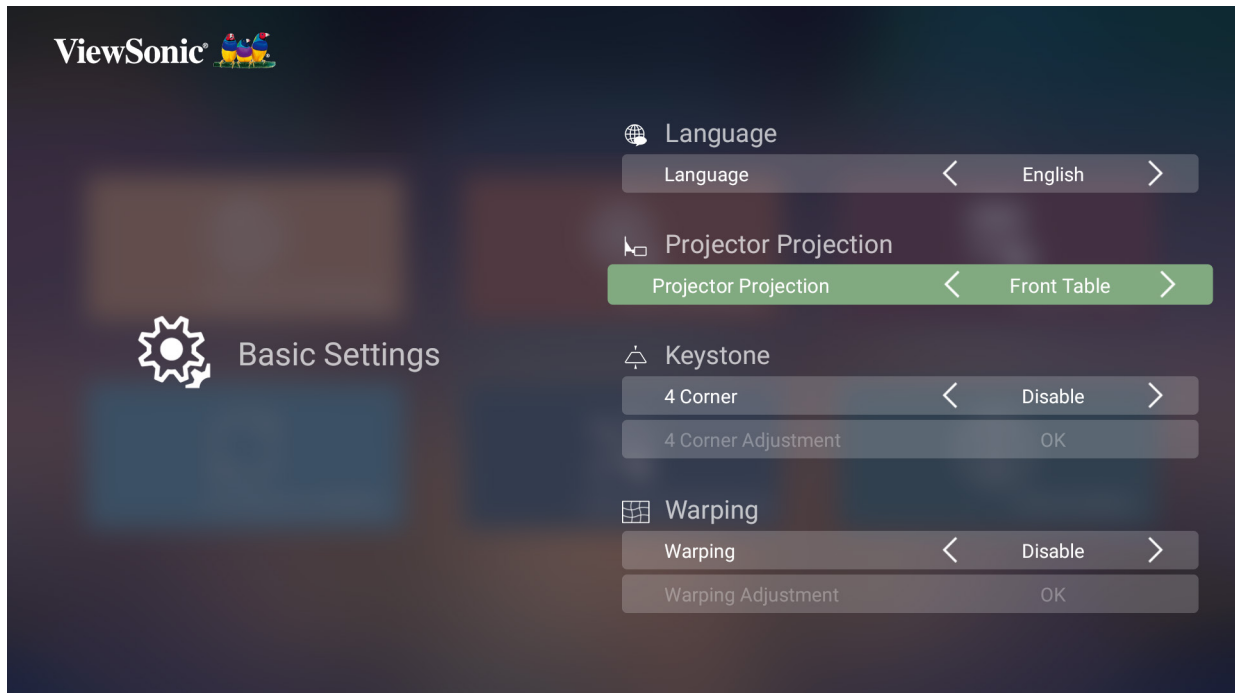 ViewSonic®
Language
Language English
Projector Projection
Projector Projection Front Table
Basic Settings
Keystone
4 Corner Disable
4 Corner Adjustment OK
Warping
Warping Disable
Warping Adjustment OK